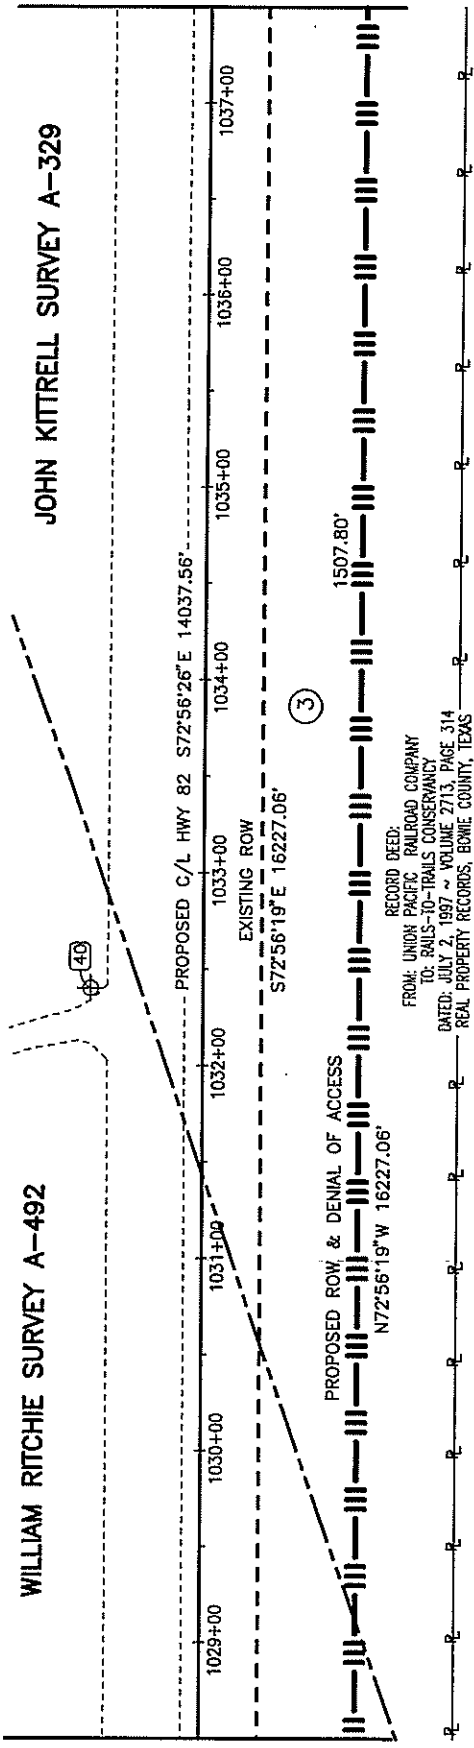 WILLIAM RITCHIE SURVEY A-492
JOHN KITTRELL SURVEY A-329
40
PROPOSED C/L HWY 82 S72°56'26"E 14037.56'
1029+00
1030+00
1031+00
1032+00
1033+00
1034+00
1035+00
1036+00
1037+00
EXISTING ROW
S72°56'19"E 16227.06'
3
1507.80'
PROPOSED ROW & DENIAL OF ACCESS
N72°56'19"W 16227.06'
RECORD DEED:
FROM: UNION PACIFIC RAILROAD COMPANY
TO: RAILS-TO-TRAILS CONSERVANCY
DATED: JULY 2, 1997 ~ VOLUME 2713, PAGE 314
REAL PROPERTY RECORDS, BOWIE COUNTY, TEXAS